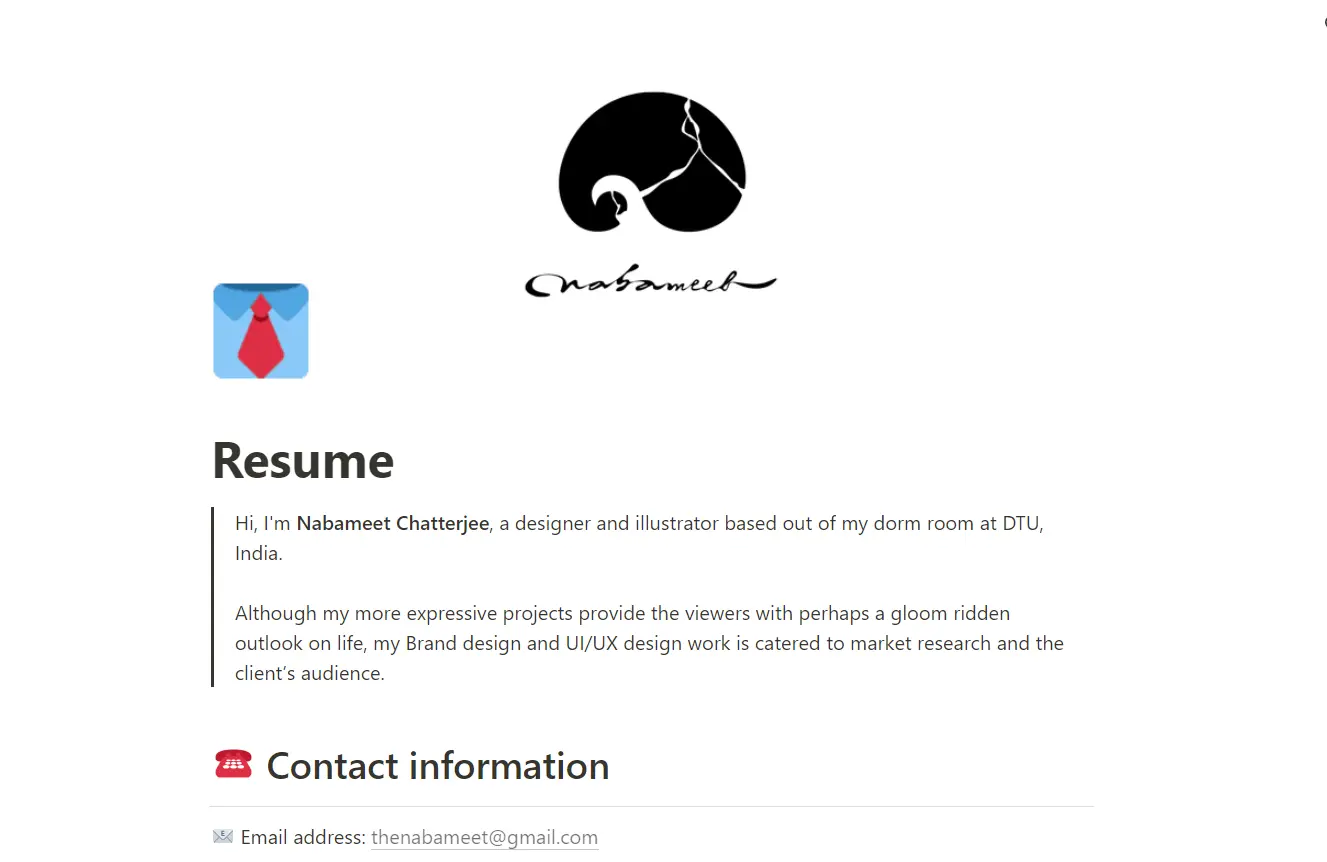 nabameet
Resume
Hi, I'm Nabameet Chatterjee, a designer and illustrator based out of my dorm room at DTU,
India.
Although my more expressive projects provide the viewers with perhaps a gloom ridden
outlook on life, my Brand design and UI/UX design work is catered to market research and the
client’s audience.
Contact information
Email address: thenabameet@gmail.com